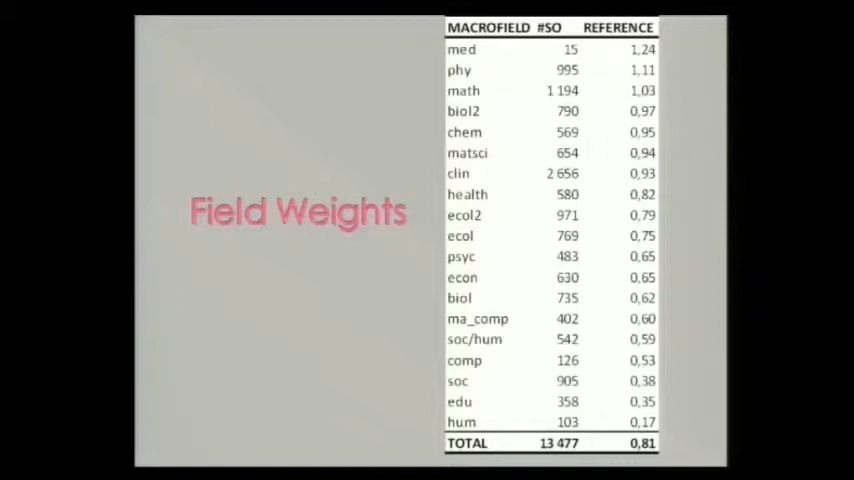 Field Weights
MACROFIELD #SO REFERENCE
med 15 1,24
phy 995 1,11
math 1 194 1,03
biol2 790 0,97
chem 569 0,95
matsci 654 0,94
clin 2 656 0,93
health 580 0,82
ecol2 971 0,79
ecol 769 0,75
psyc 483 0,65
econ 630 0,65
biol 735 0,62
ma_comp 402 0,60
soc/hum 542 0,59
comp 126 0,53
soc 905 0,38
edu 358 0,35
hum 103 0,17
TOTAL 13 477 0,81